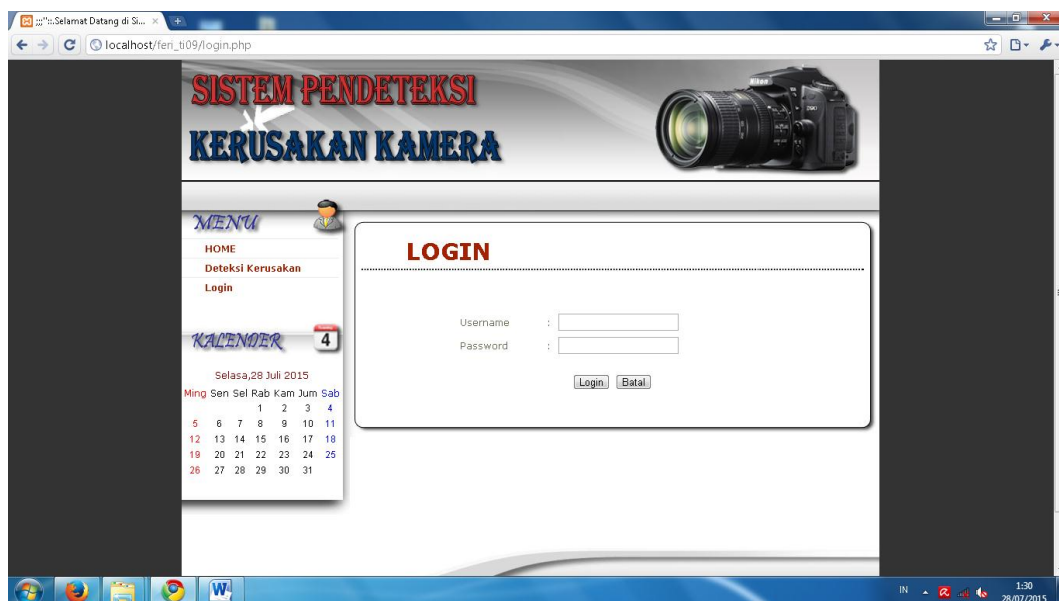 ;;;"::.Selamat Datang di Si...
localhost/feri_ti09/login.php
SISTEM PENDETEKSI
KERUSAKAN KAMERA
Nikon
D90
MENU
HOME
Deteksi Kerusakan
Login
LOGIN
Username :
Password :
Login Batal
KALENDER
4
Selasa,28 Juli 2015
Ming Sen Sel Rab Kam Jum Sab
1 2 3 4
5 6 7 8 9 10 11
12 13 14 15 16 17 18
19 20 21 22 23 24 25
26 27 28 29 30 31
IN
1:30
28/07/2015